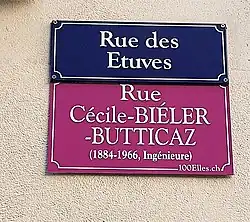 Rue des
Etuves
Rue
Cécile-BIÉLER
-BUTTICAZ
(1884-1966, Ingénieure)
100Elles.ch